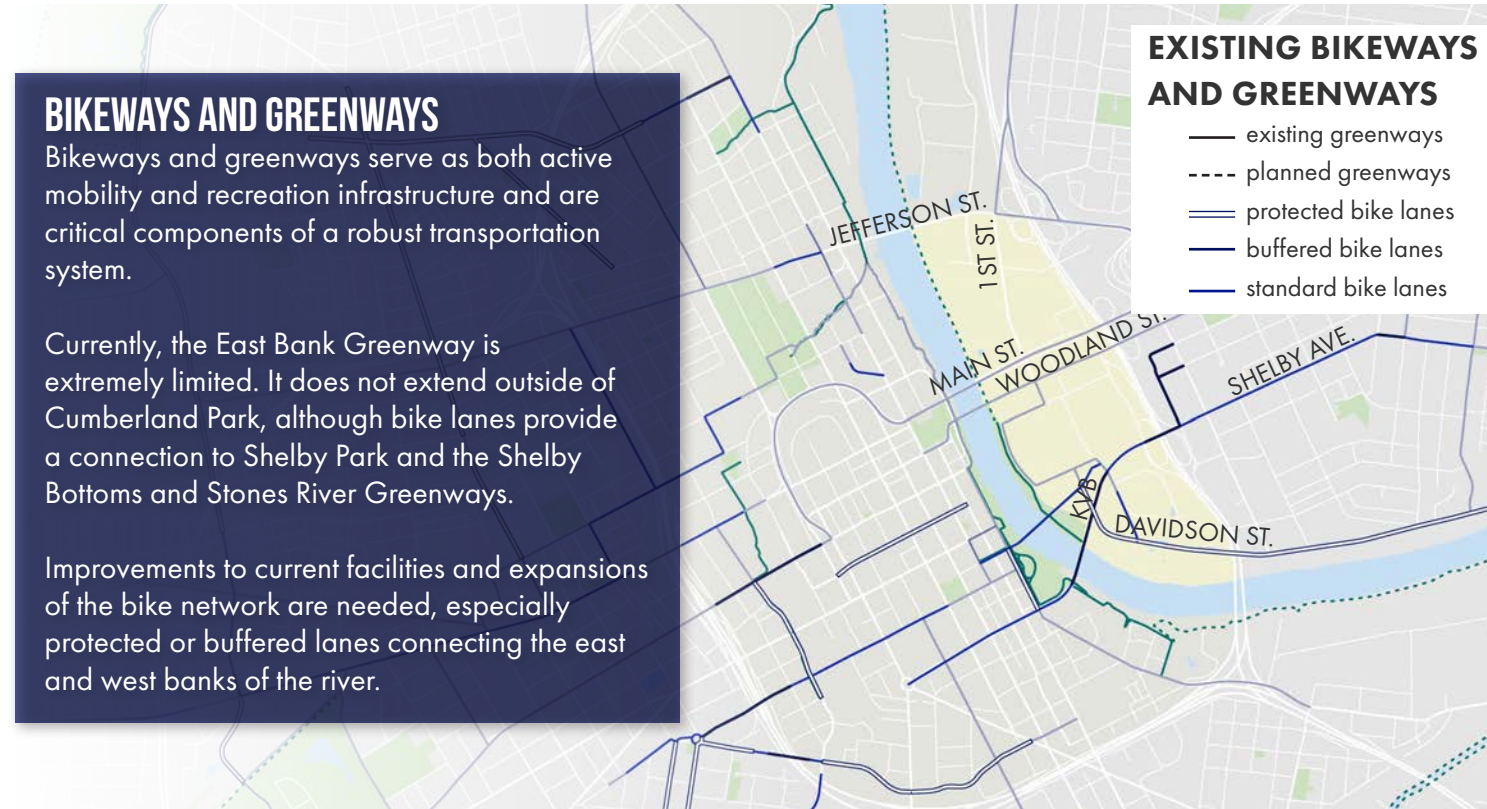 BIKEWAYS AND GREENWAYS
Bikeways and greenways serve as both active
mobility and recreation infrastructure and are
critical components of a robust transportation
system.
Currently, the East Bank Greenway is
extremely limited. It does not extend outside of
Cumberland Park, although bike lanes provide
a connection to Shelby Park and the Shelby
Bottoms and Stones River Greenways.
Improvements to current facilities and expansions
of the bike network are needed, especially
protected or buffered lanes connecting the east
and west banks of the river.
EXISTING BIKEWAYS
AND GREENWAYS
existing greenways
planned greenways
protected bike lanes
buffered bike lanes
standard bike lanes
JEFFERSON ST.
1ST ST.
MAIN ST.
WOODLAND ST.
SHELBY AVE.
KVB
DAVIDSON ST.